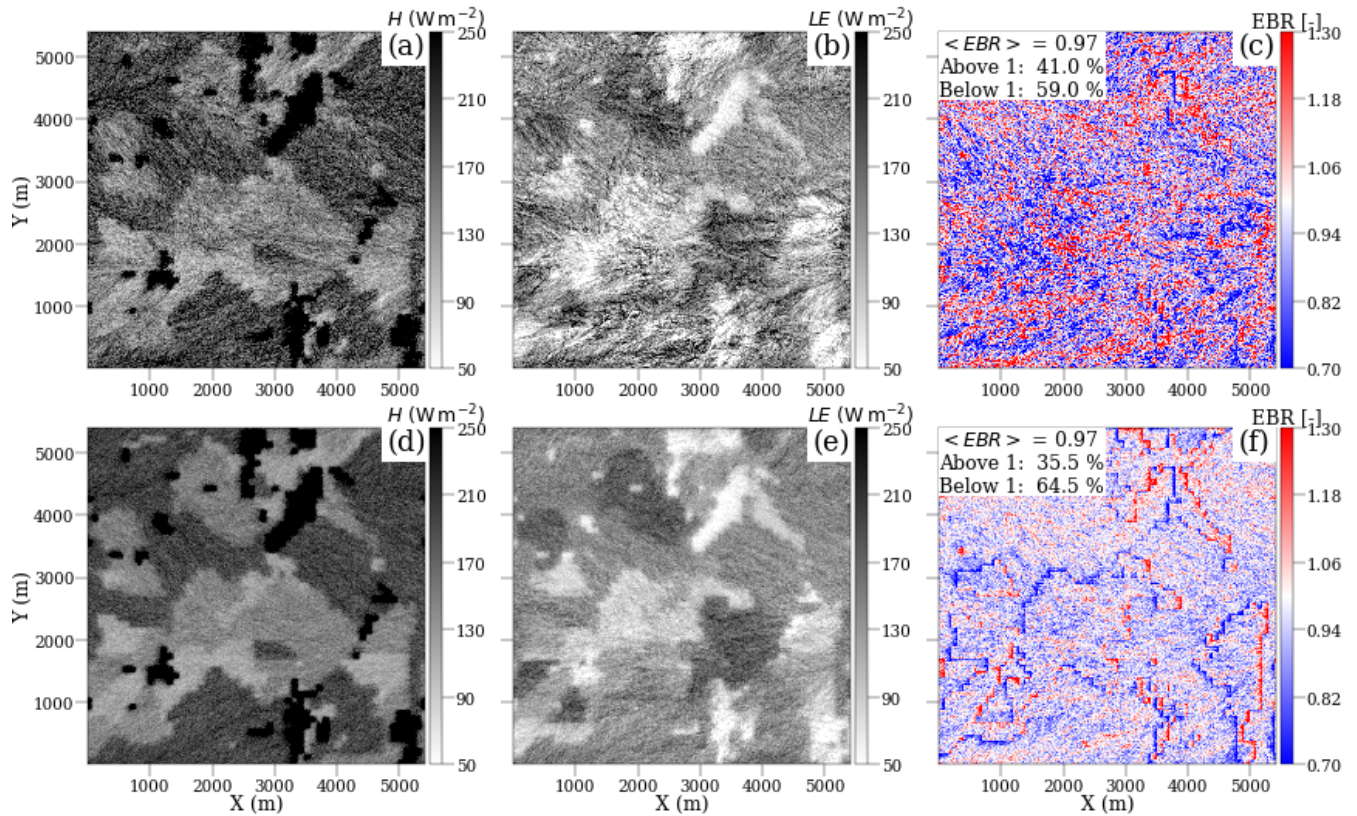 H (W m−2)
(a)
250
210
170
130
90
50
5000
4000
3000
2000
1000
Y (m)
1000 2000 3000 4000 5000
LE (W m−2)
(b)
250
210
170
130
90
50
1000 2000 3000 4000 5000
EBR [-]
(c)
<EBR> = 0.97
Above 1: 41.0 %
Below 1: 59.0 %
1.30
1.18
1.06
0.94
0.82
0.70
1000 2000 3000 4000 5000
H (W m−2)
(d)
250
210
170
130
90
50
5000
4000
3000
2000
1000
Y (m)
1000 2000 3000 4000 5000
X (m)
LE (W m−2)
(e)
250
210
170
130
90
50
1000 2000 3000 4000 5000
X (m)
EBR [-]
(f)
<EBR> = 0.97
Above 1: 35.5 %
Below 1: 64.5 %
1.30
1.18
1.06
0.94
0.82
0.70
1000 2000 3000 4000 5000
X (m)